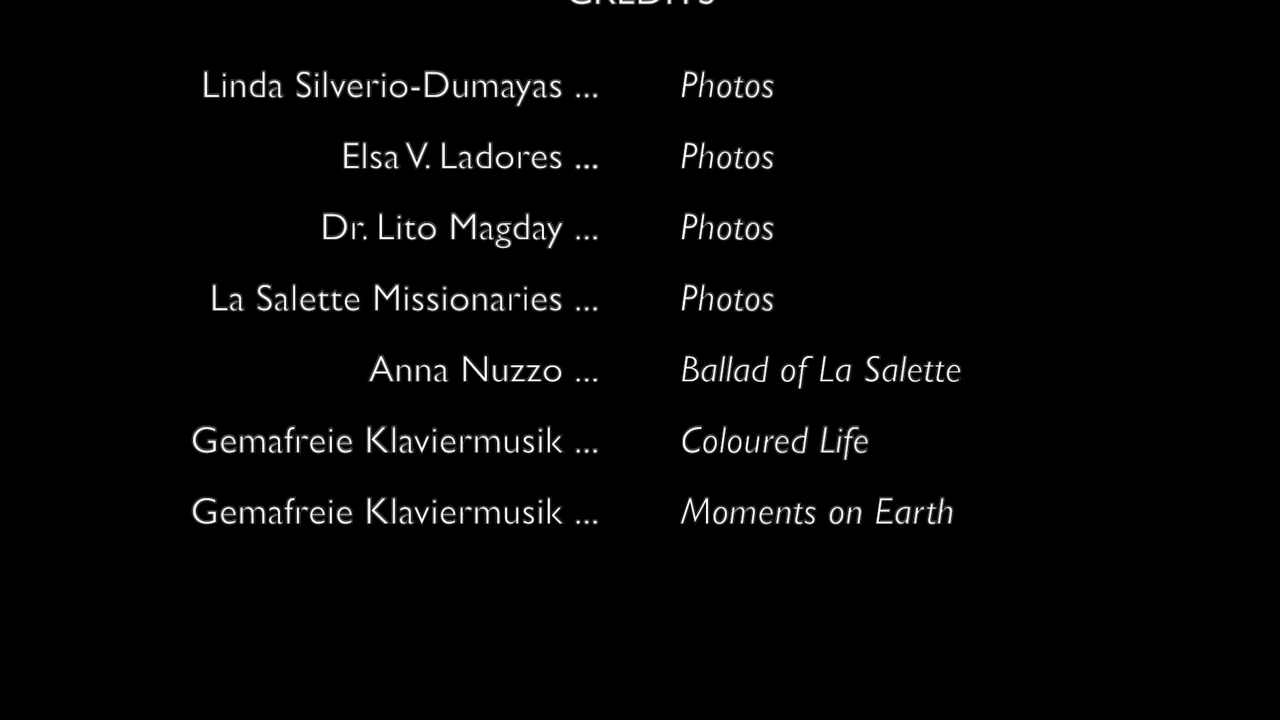 CREDITS
Linda Silverio-Dumayas ... Photos
Elsa V. Ladores ... Photos
Dr. Lito Magday ... Photos
La Salette Missionaries ... Photos
Anna Nuzzo ... Ballad of La Salette
Gemafreie Klaviermusik ... Coloured Life
Gemafreie Klaviermusik ... Moments on Earth